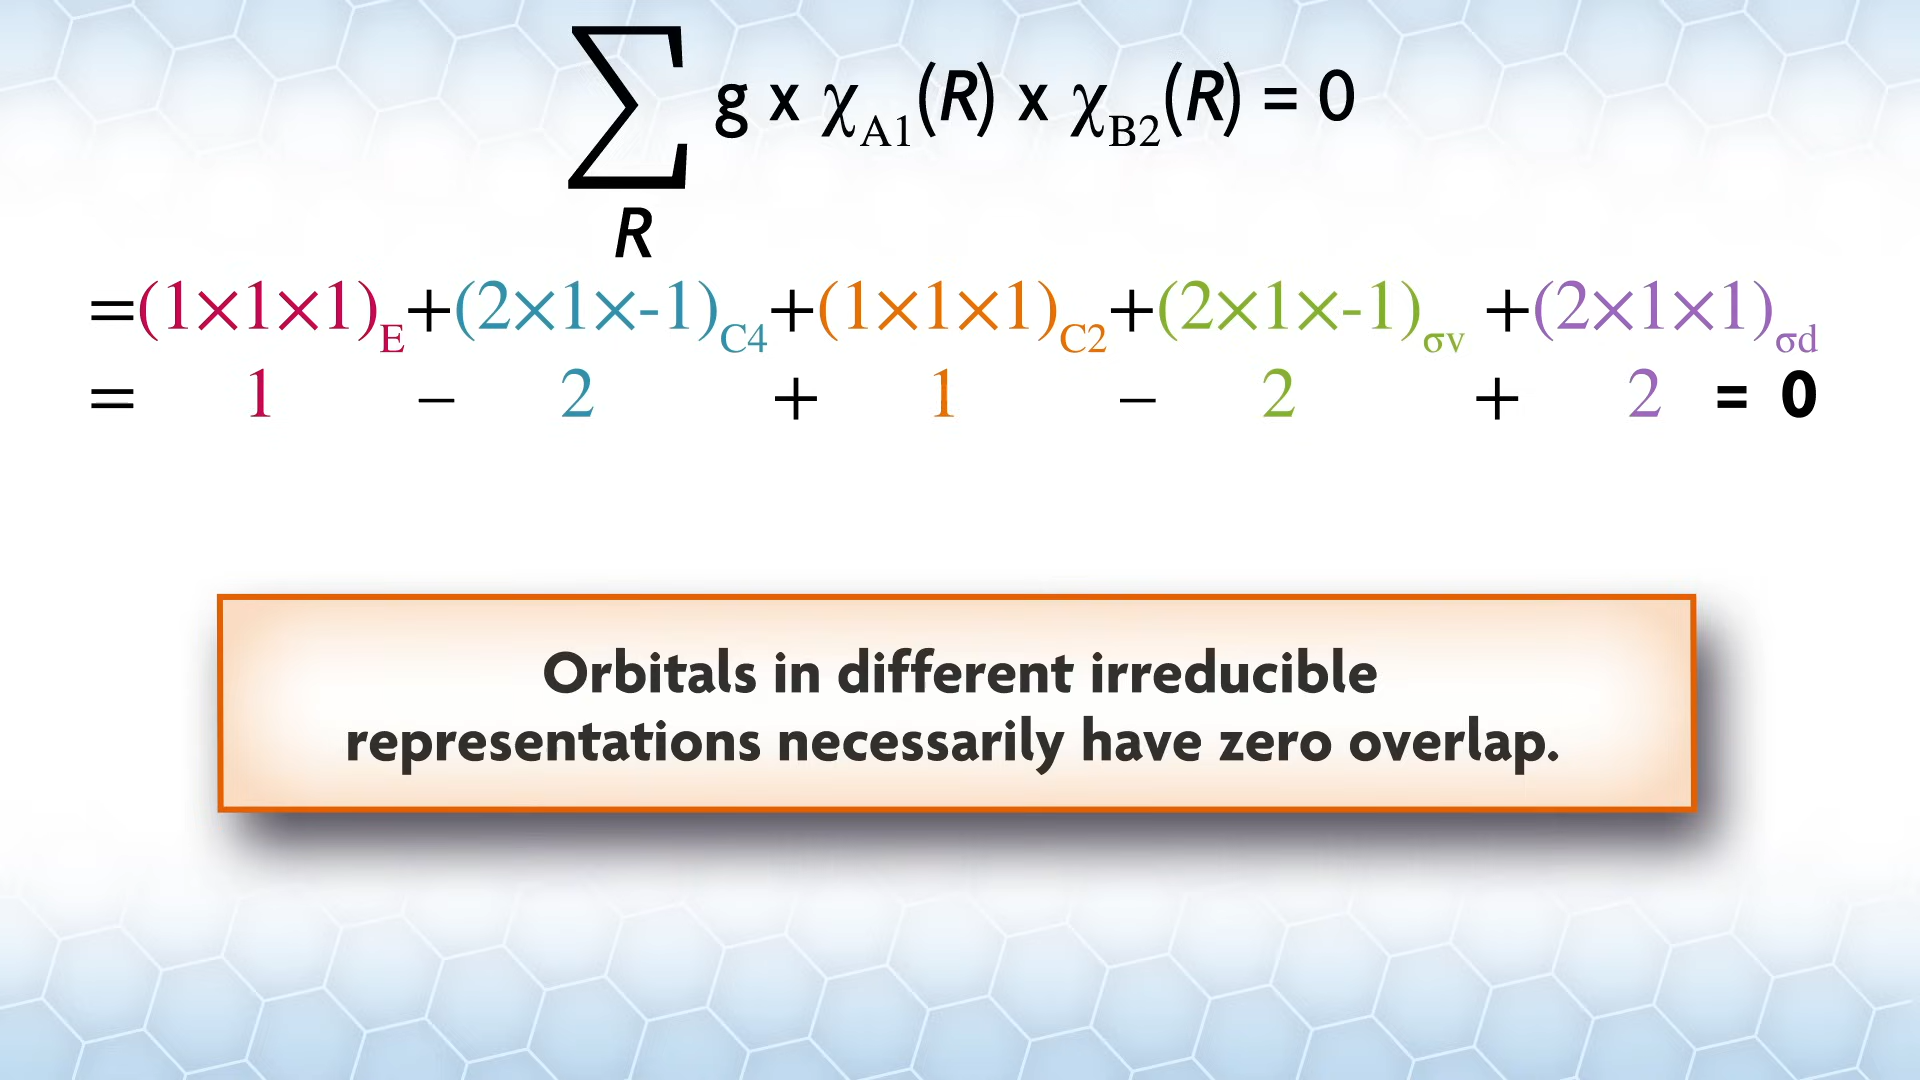 ∑ g x χA1(R) x χB2(R) = 0
R
=(1×1×1)E+(2×1×-1)C4+(1×1×1)C2+(2×1×-1)σv +(2×1×1)σd
= 1 – 2 + 1 – 2 + 2 = 0
Orbitals in different irreducible
representations necessarily have zero overlap.